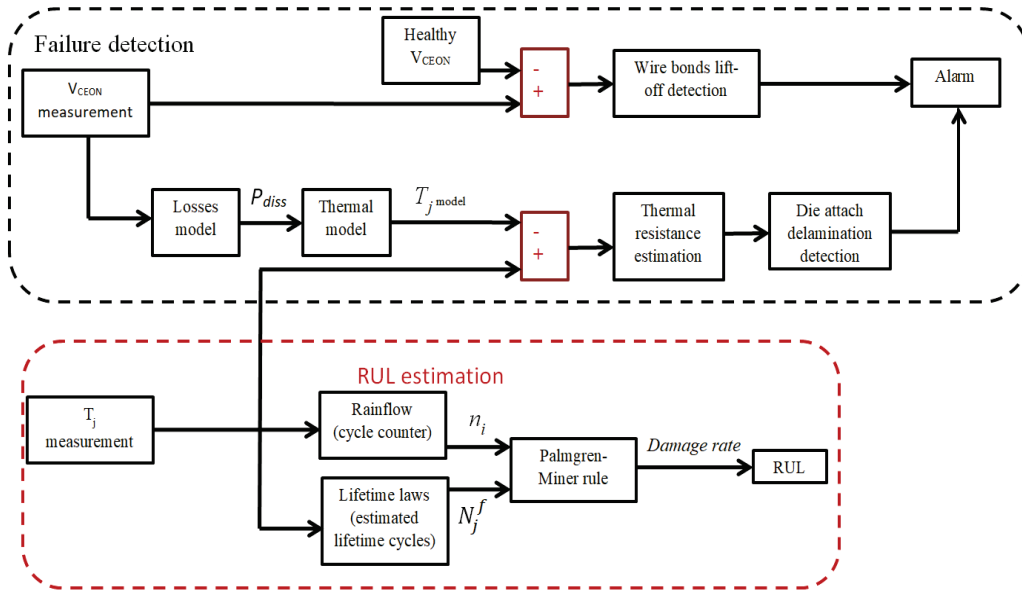 Failure detection
Healthy
VCEON
VCEON
measurement
-
+
Wire bonds lift-
off detection
Alarm
Losses
model
Pdiss
Thermal
model
Tj model
-
+
Thermal
resistance
estimation
Die attach
delamination
detection
RUL estimation
Tj
measurement
Rainflow
(cycle counter)
ni
Lifetime laws
(estimated
lifetime cycles)
Njf
Palmgren-
Miner rule
Damage rate
RUL